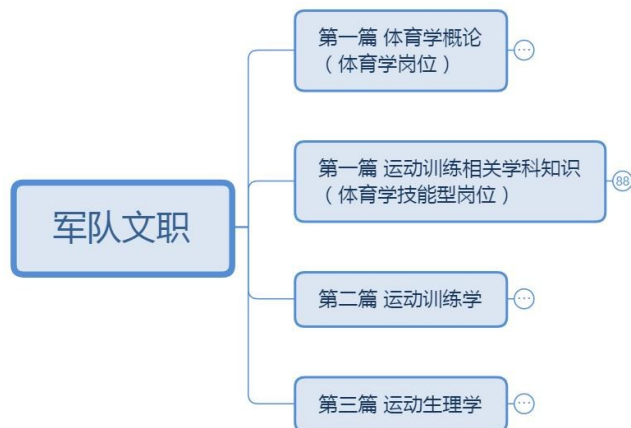 第一篇 体育学概论
（体育学岗位）
第一篇 运动训练相关学科知识
（体育学技能型岗位）
88
军队文职
第二篇 运动训练学
第三篇 运动生理学